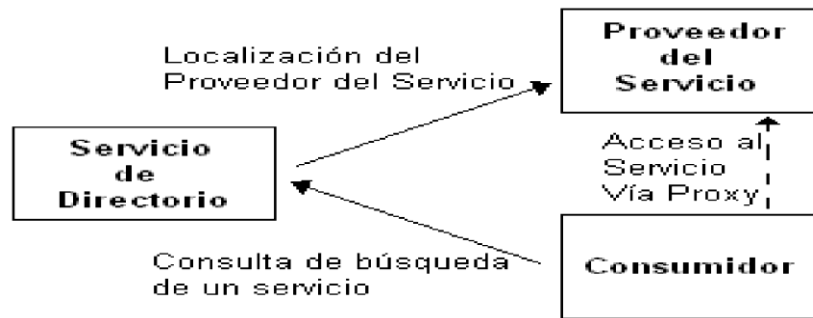 Proveedor
del
Servicio
Localización del
Proveedor del Servicio
Servicio
de
Directorio
Acceso al
Servicio
Vía Proxy
Consulta de búsqueda
de un servicio
Consumidor